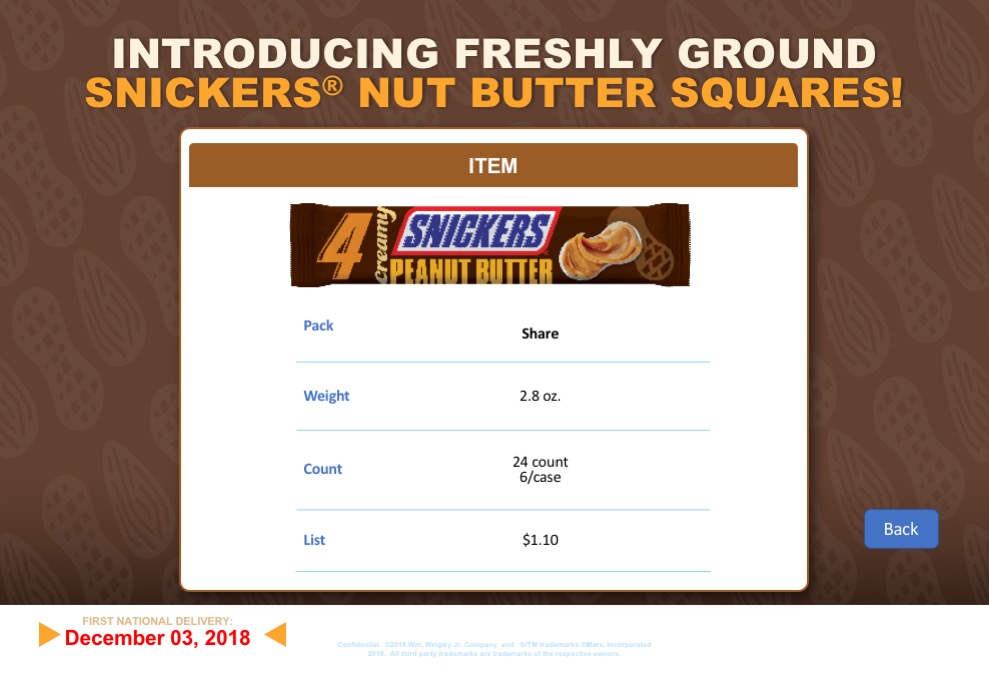 INTRODUCING FRESHLY GROUND
SNICKERS® NUT BUTTER SQUARES!
ITEM
4 creamy SNICKERS
PEANUT BUTTER
Pack Share
Weight 2.8 oz.
Count 24 count
6/case
List $1.10
Back
FIRST NATIONAL DELIVERY:
December 03, 2018
Confidential. ©2018 Wm. Wrigley Jr. Company and ®/TM trademarks ©Mars, Incorporated
2018. All third party trademarks are trademarks of the respective owners.